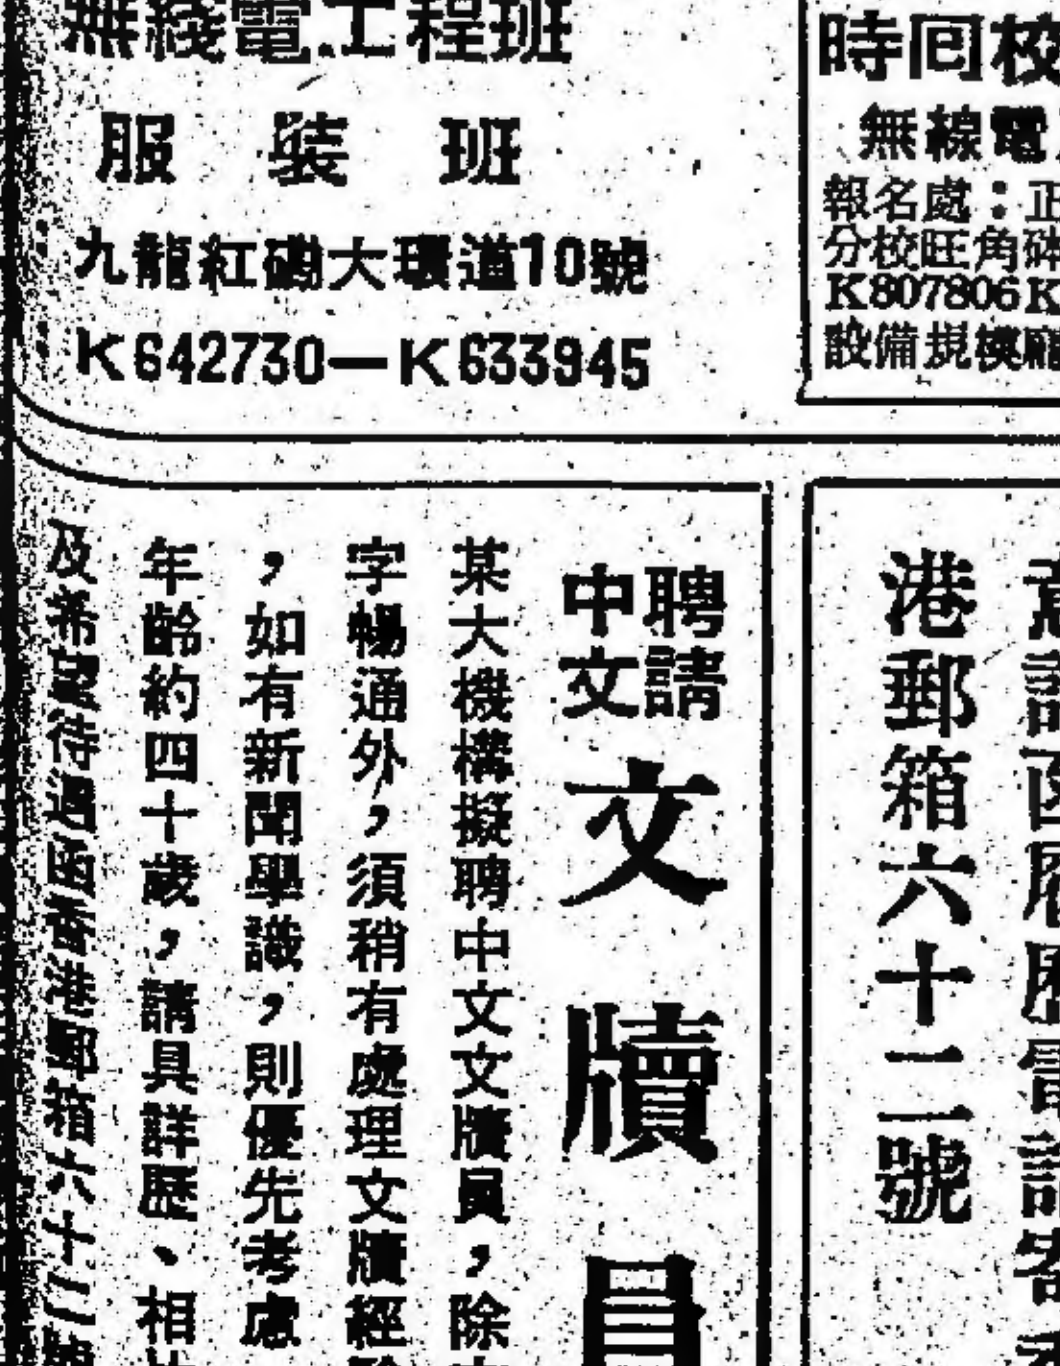 無綫電工程班
服裝班
九龍紅磡大環道10號
K642730—K633945
時間校
無線電
報名處：正
分校旺角
K807806 K
設備規模
聘請
中文
文牘員
某大機構擬聘中文文牘員，除
字暢通外，須稍有處理文牘經
，如有新聞學識，則優先考慮
年齡約四十歲，請具詳歷、相
及希望待遇函香港郵箱六十二號
港郵箱六十二號